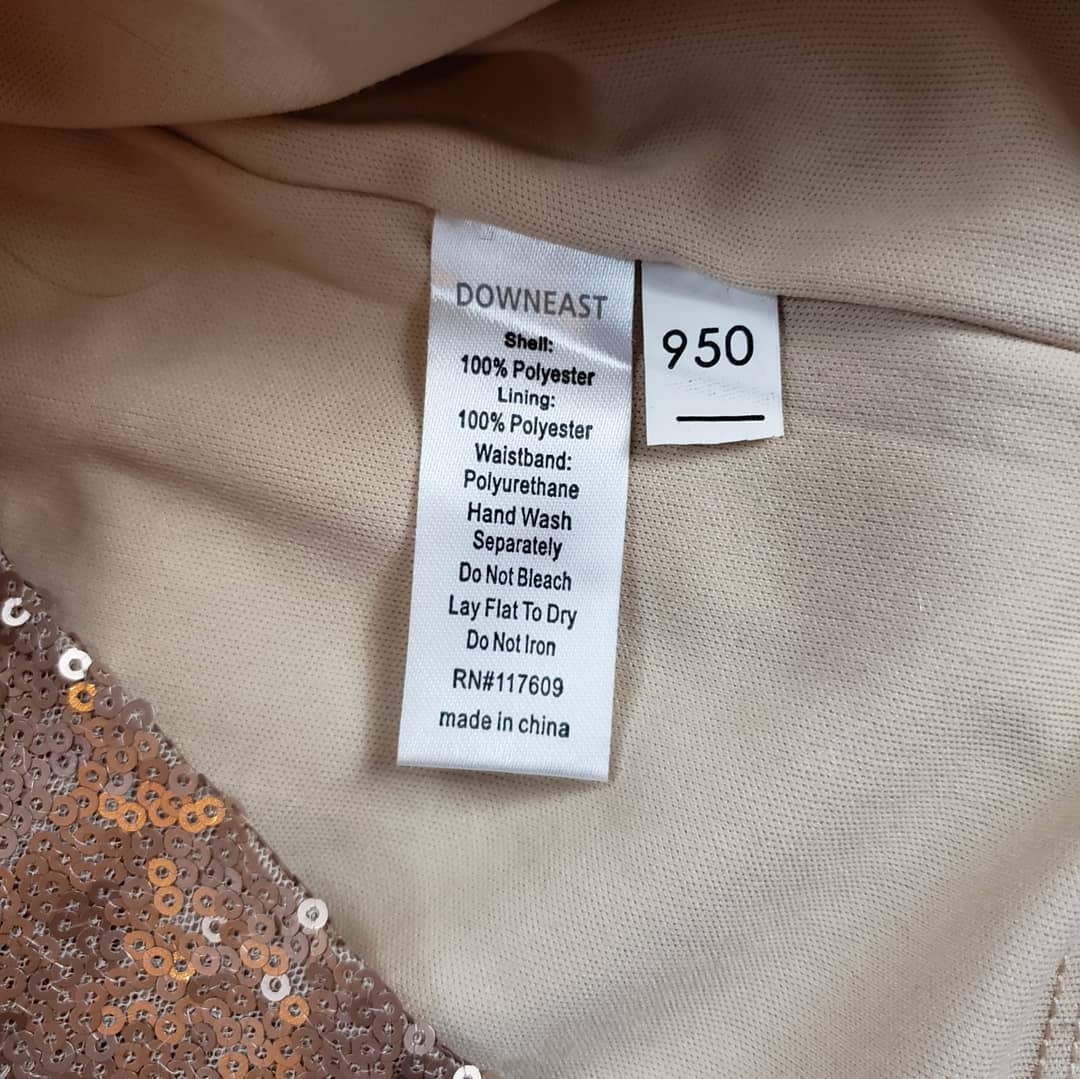 DOWNEAST
Shell:
100% Polyester
Lining:
100% Polyester
Waistband:
Polyurethane
Hand Wash
Separately
Do Not Bleach
Lay Flat To Dry
Do Not Iron
RN#117609
made in china
950